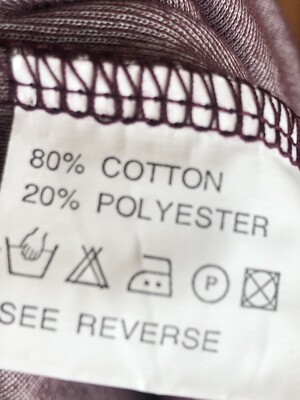 80% COTTON
20% POLYESTER
P
SEE REVERSE